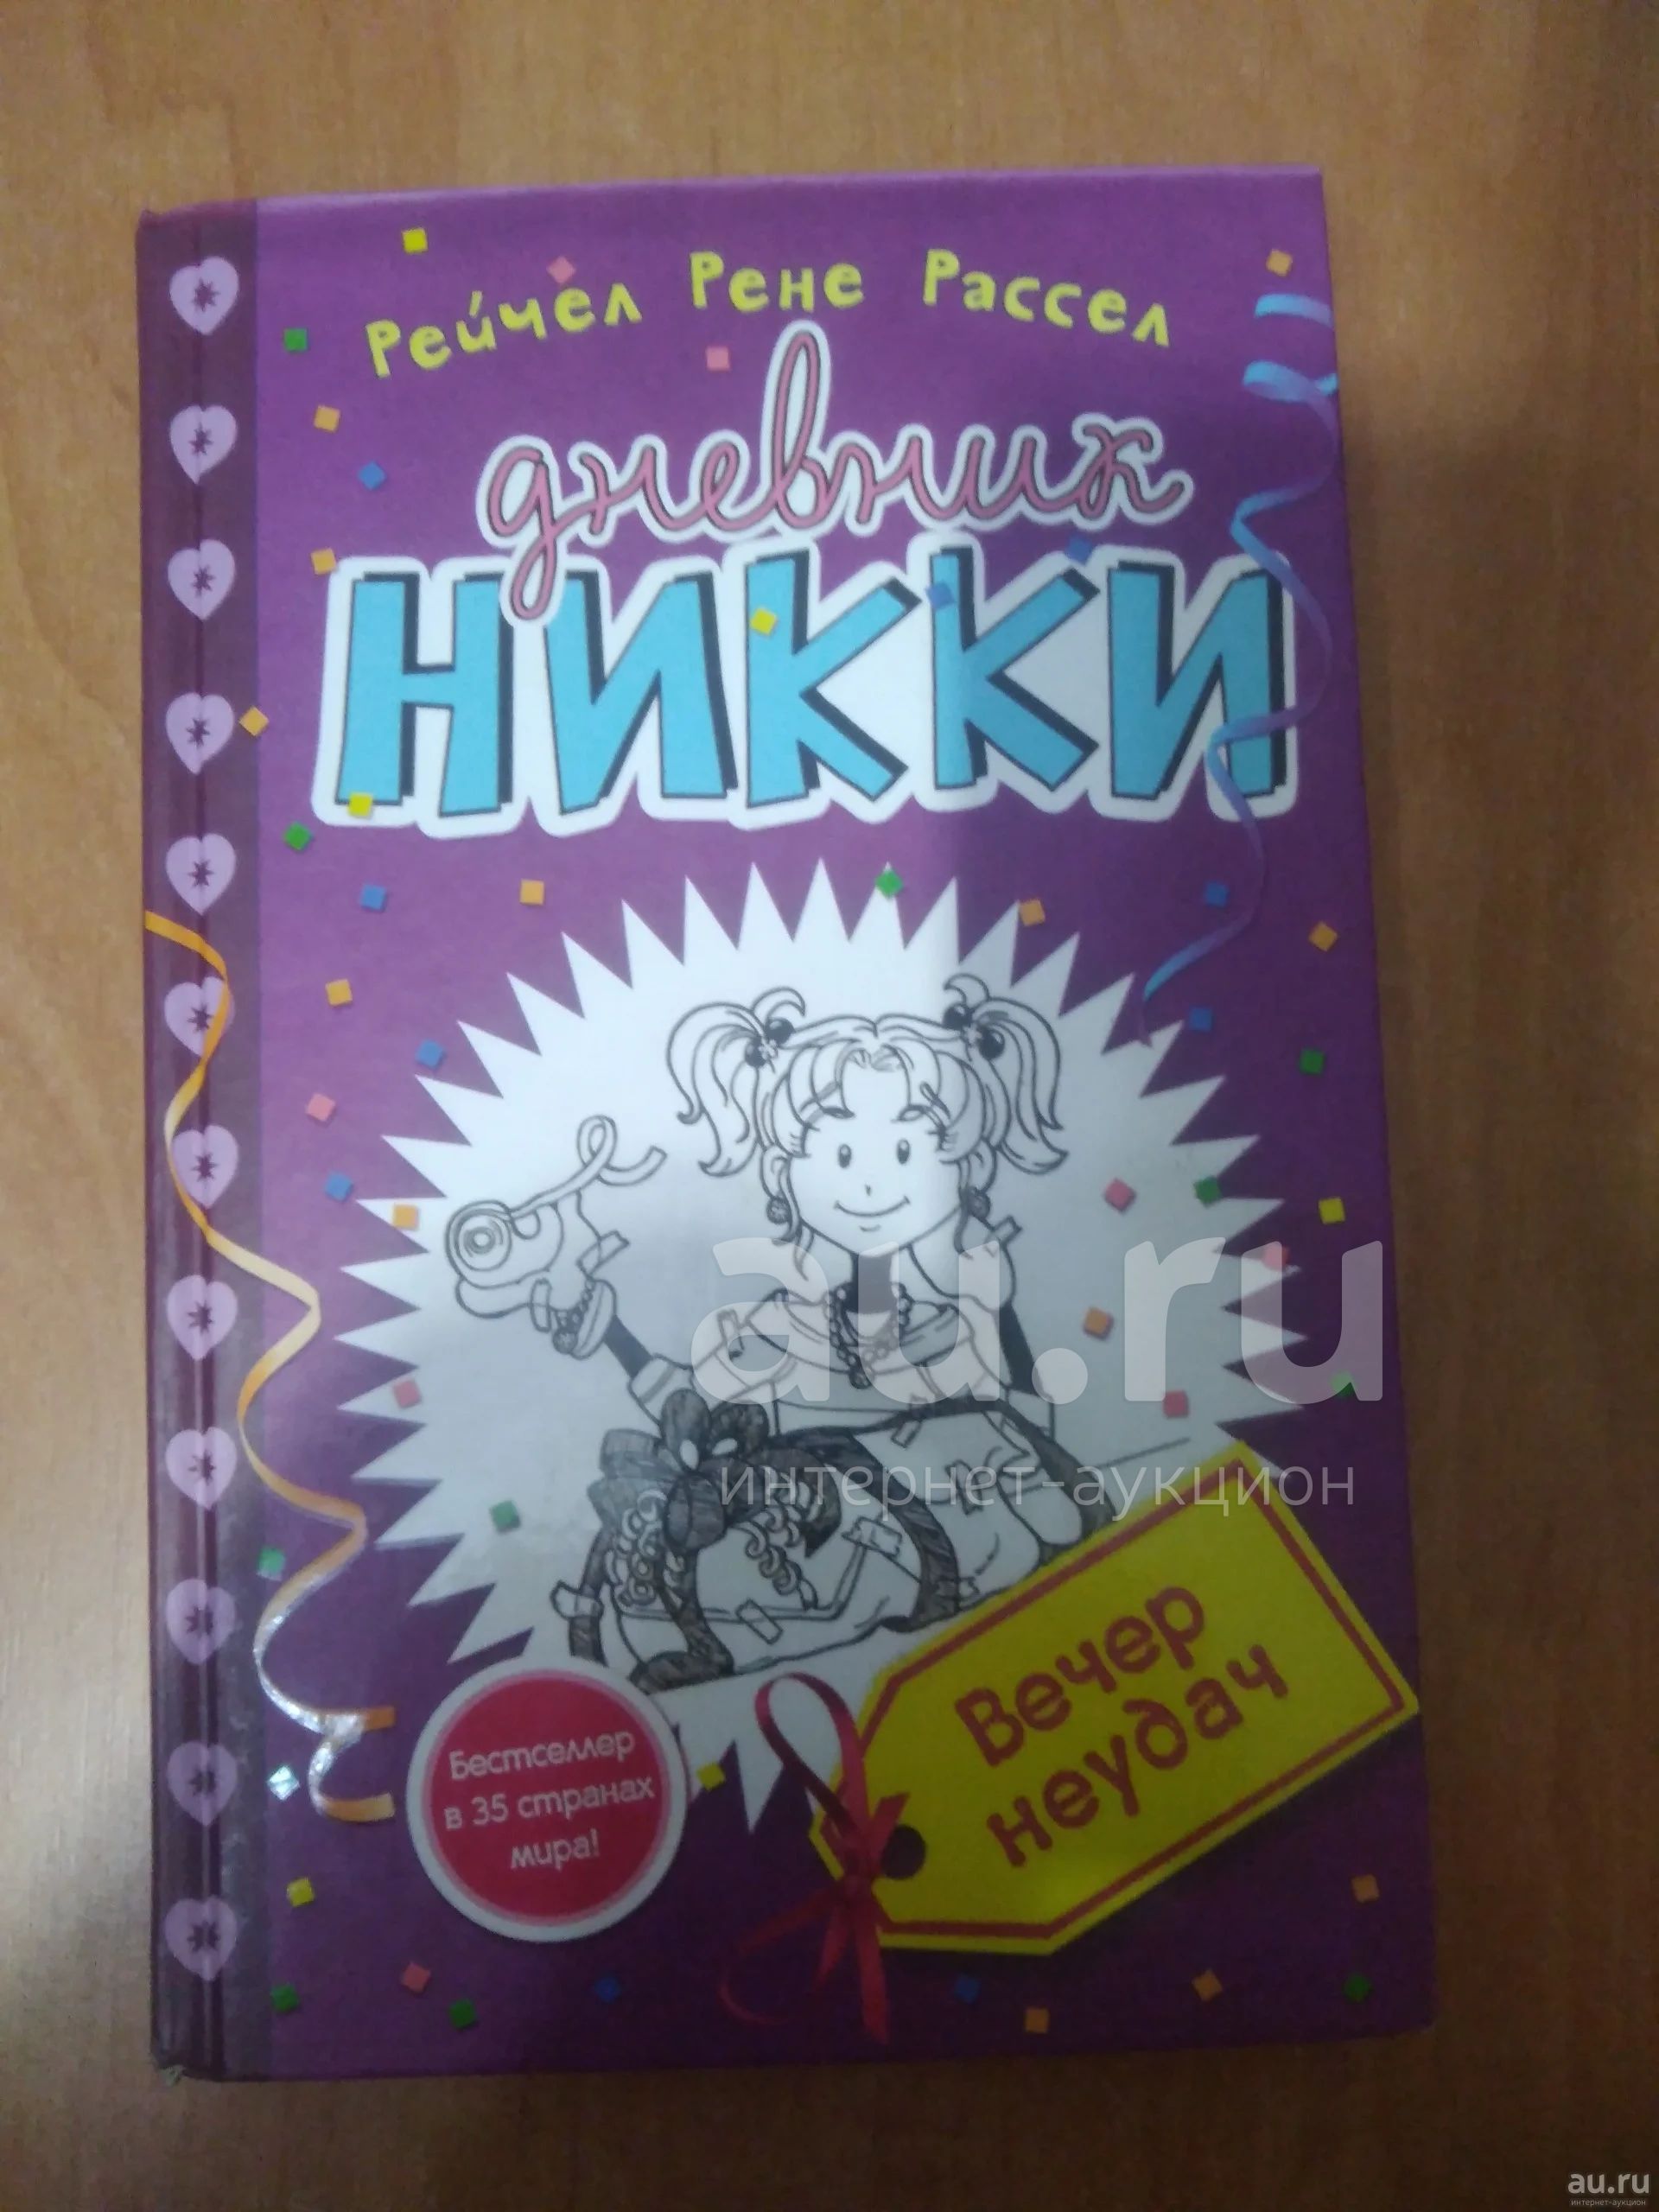 Рейчел Рене Рассел
дневник
НИККИ
au.ru
интернет-аукцион
Вечер
неудач
Бестселлер
в 35 странах
мира!
au.ru
интернет-аукцион